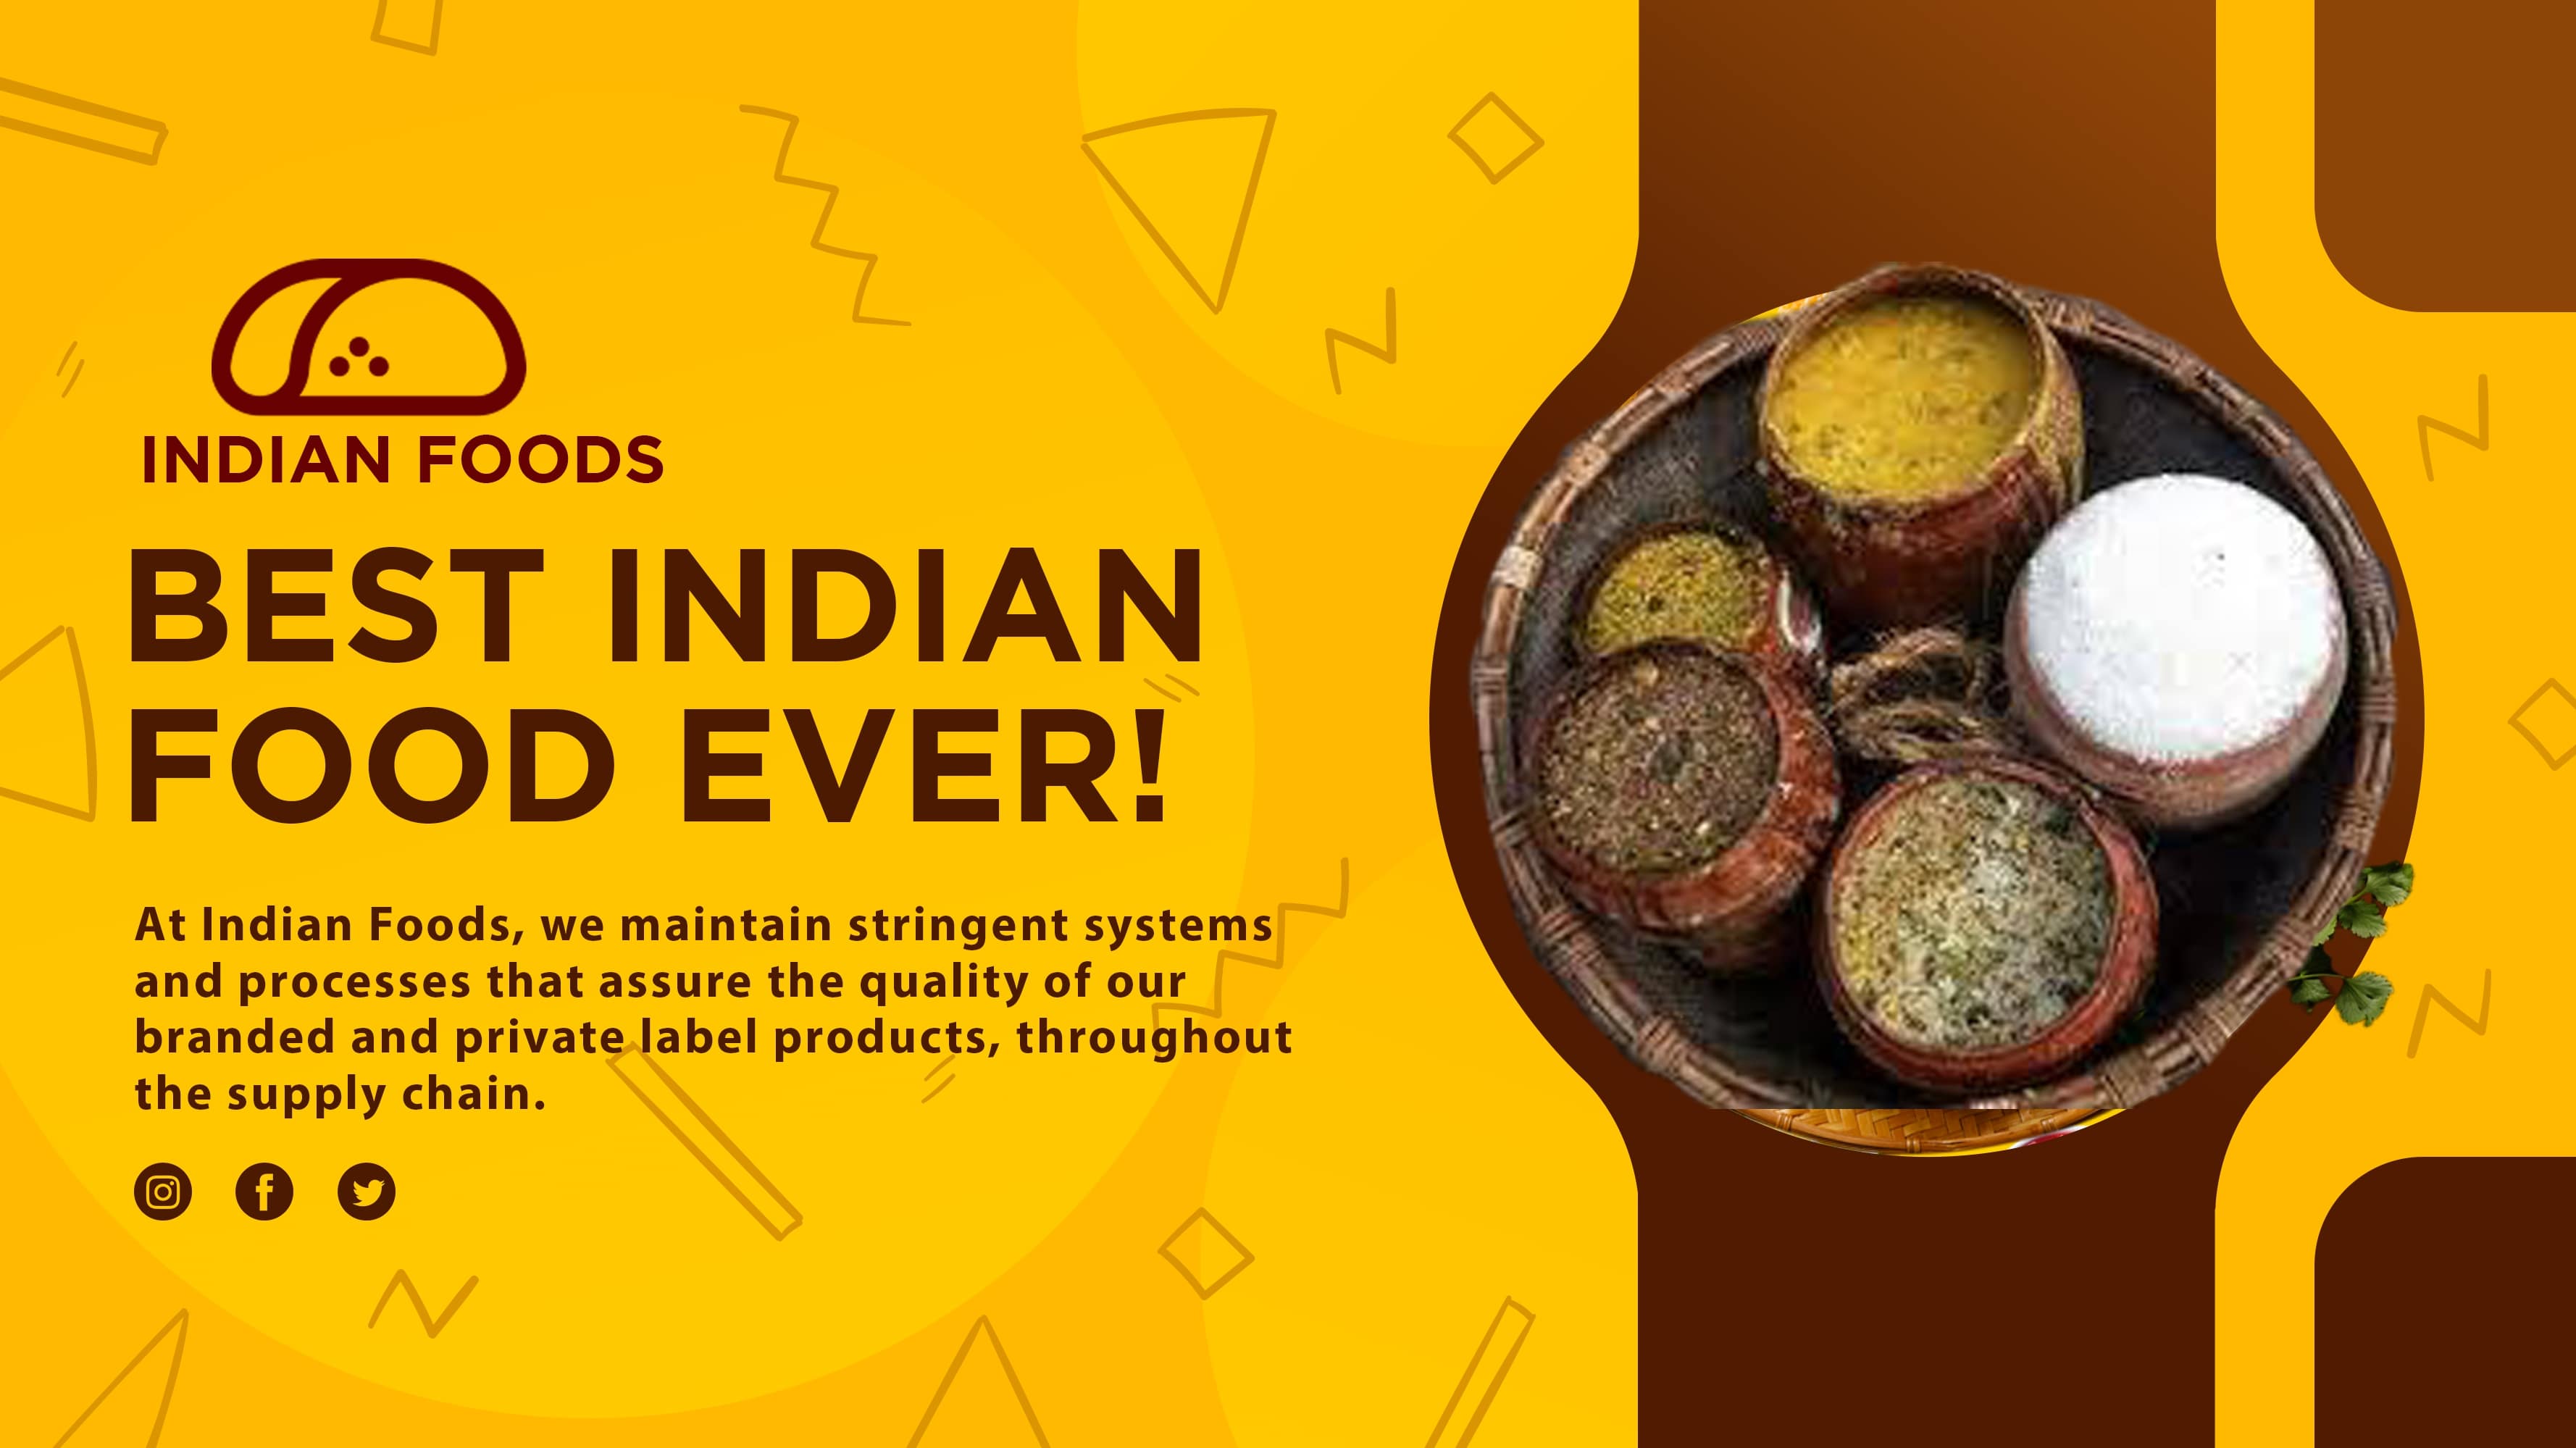 INDIAN FOODS
BEST INDIAN
FOOD EVER!
At Indian Foods, we maintain stringent systems
and processes that assure the quality of our
branded and private label products, throughout
the supply chain.